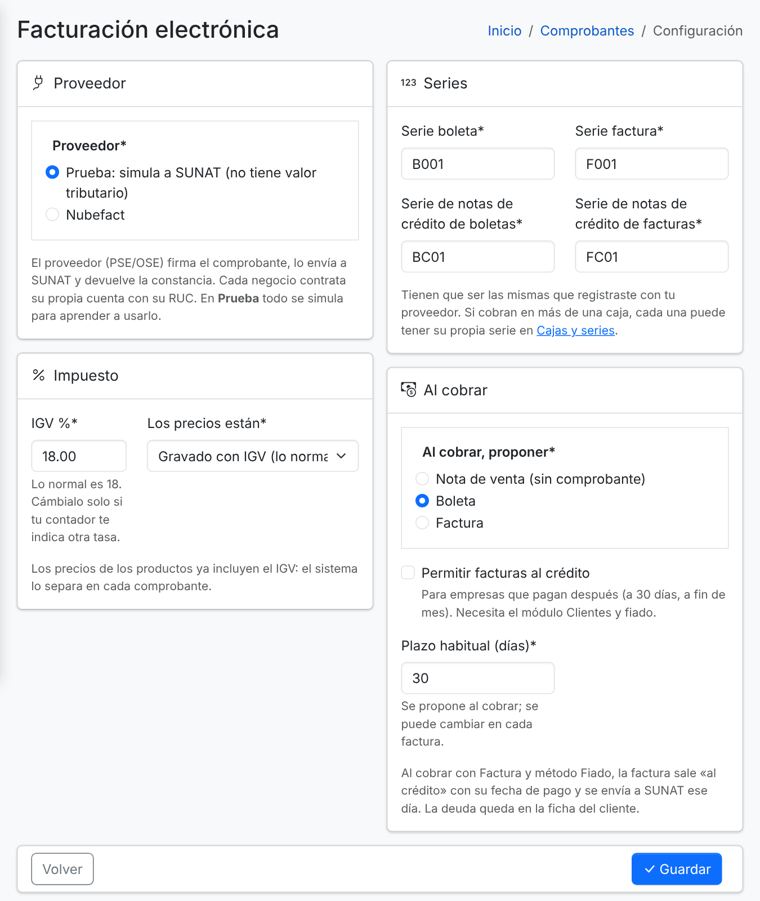 Facturación electrónica
Inicio / Comprobantes / Configuración
Proveedor
Proveedor*
Prueba: simula a SUNAT (no tiene valor
tributario)
Nubefact
El proveedor (PSE/OSE) firma el comprobante, lo envía a
SUNAT y devuelve la constancia. Cada negocio contrata
su propia cuenta con su RUC. En Prueba todo se simula
para aprender a usarlo.
Impuesto
IGV %*
Los precios están*
18.00
Gravado con IGV (lo norma
Lo normal es 18.
Cámbialo solo si
tu contador te
indica otra tasa.
Los precios de los productos ya incluyen el IGV: el sistema
lo separa en cada comprobante.
123 Series
Serie boleta*
Serie factura*
B001
F001
Serie de notas de
crédito de boletas*
Serie de notas de
crédito de facturas*
BC01
FC01
Tienen que ser las mismas que registraste con tu
proveedor. Si cobran en más de una caja, cada una puede
tener su propia serie en Cajas y series.
Al cobrar
Al cobrar, proponer*
Nota de venta (sin comprobante)
Boleta
Factura
Permitir facturas al crédito
Para empresas que pagan después (a 30 días, a fin de
mes). Necesita el módulo Clientes y fiado.
Plazo habitual (días)*
30
Se propone al cobrar; se
puede cambiar en cada
factura.
Al cobrar con Factura y método Fiado, la factura sale «al
crédito» con su fecha de pago y se envía a SUNAT ese
día. La deuda queda en la ficha del cliente.
Volver
Guardar